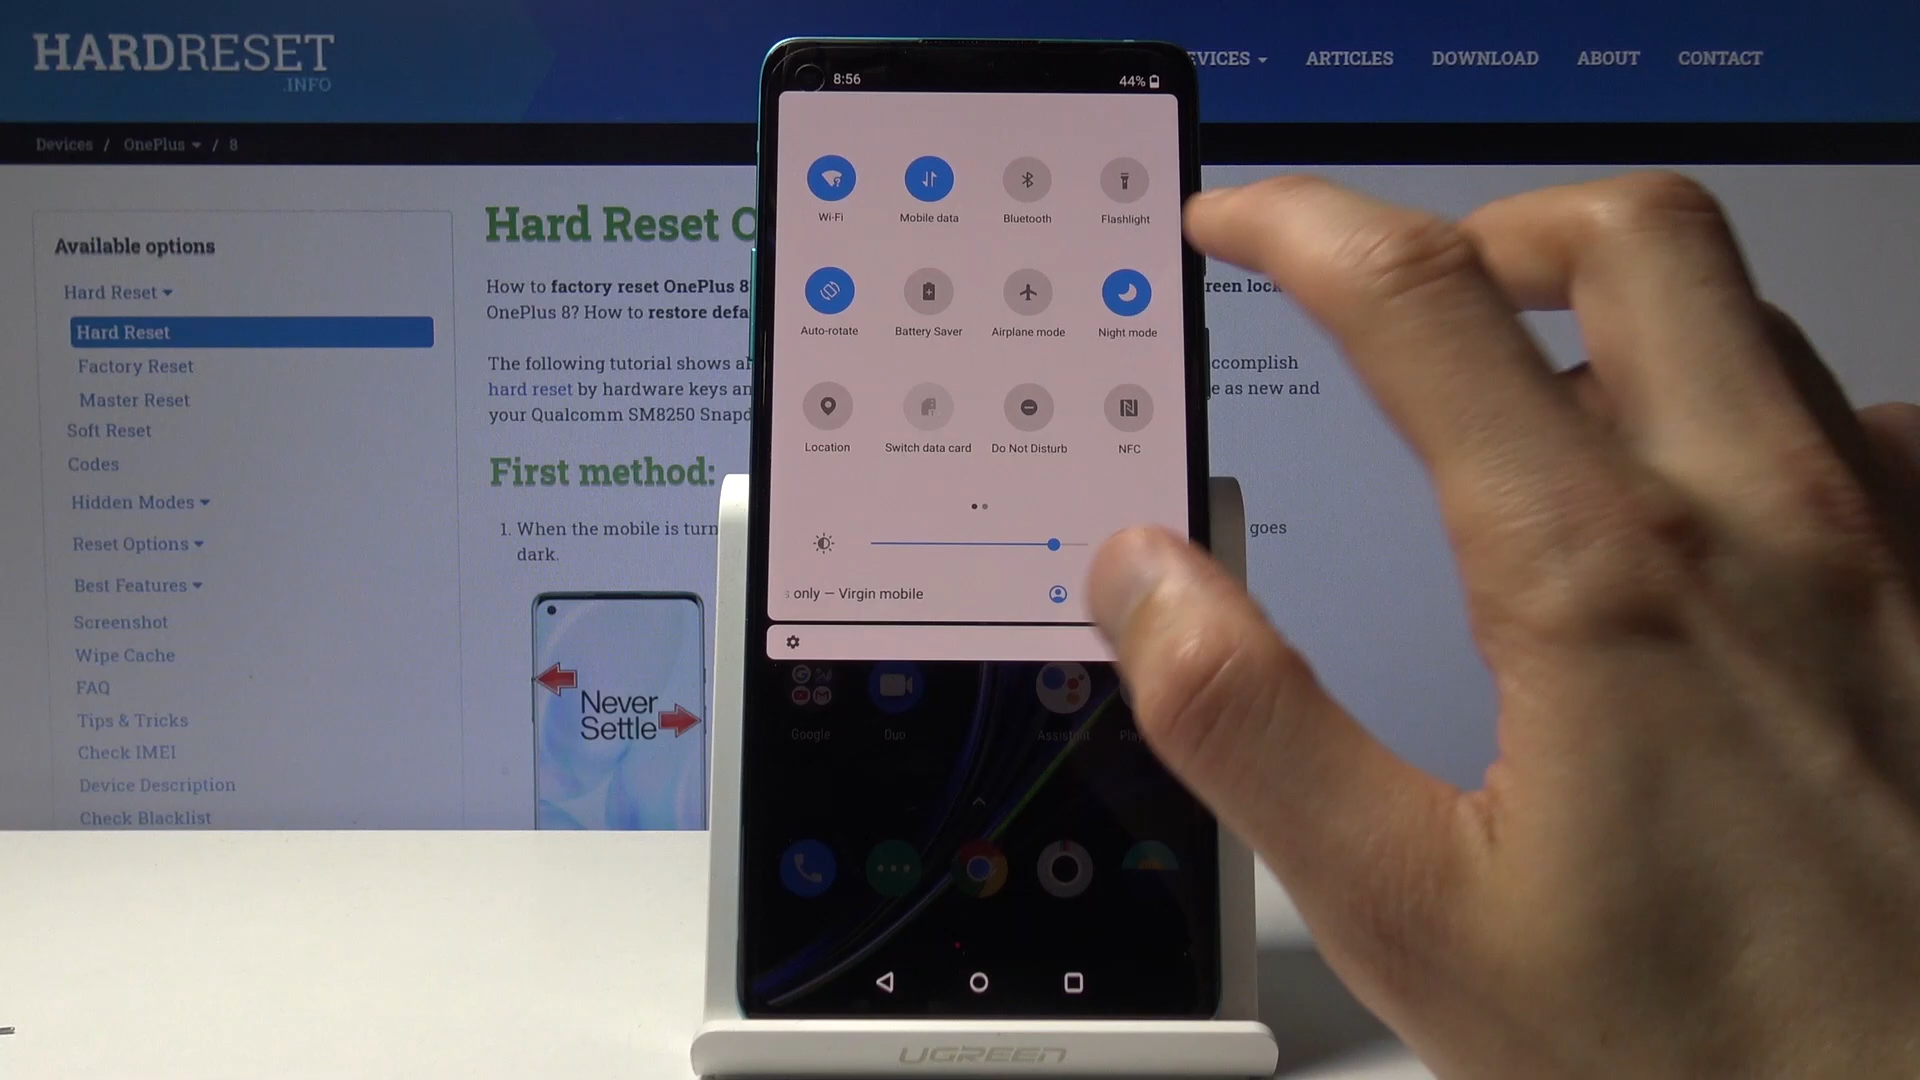 HARDRESET
.INFO
EVICES
ARTICLES
DOWNLOAD
ABOUT
CONTACT
Devices / OnePlus / 8
Available options
Hard Reset
Hard Reset
Factory Reset
Master Reset
Soft Reset
Codes
Hidden Modes
Reset Options
Best Features
Screenshot
Wipe Cache
FAQ
Tips & Tricks
Check IMEI
Device Description
Check Blacklist
Hard Reset
How to factory reset OnePlus 8
OnePlus 8? How to restore defa
The following tutorial shows al
hard reset by hardware keys an
your Qualcomm SM8250 Snapd
reen lock
ccomplish
e as new and
First method:
1. When the mobile is turn
goes
dark.
Never
Settle
8:56
44%
Wi-Fi
Mobile data
Bluetooth
Flashlight
Auto-rotate
Battery Saver
Airplane mode
Night mode
Location
Switch data card
Do Not Disturb
NFC
only — Virgin mobile
Google
Duo
Assistant
Play
UGREEN